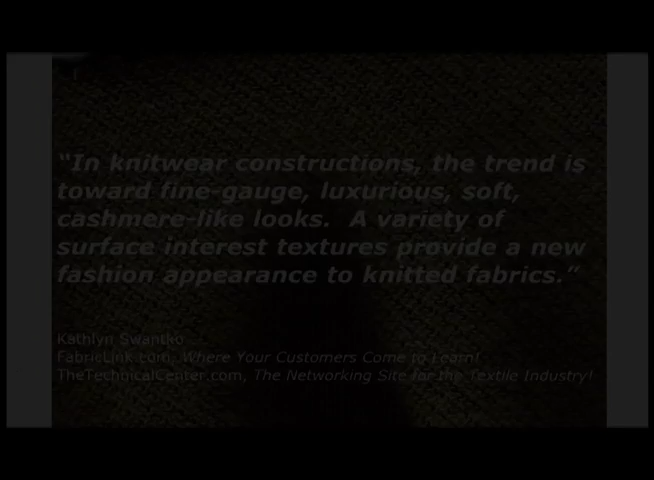 “In knitwear constructions, the trend is
toward fine-gauge, luxurious, soft,
cashmere-like looks.  A variety of
surface interest textures provide a new
fashion appearance to knitted fabrics.”
Kathlyn Swantko
FabricLink.com, Where Your Customers Come to Learn!
TheTechnicalCenter.com, The Networking Site for the Textile Industry!